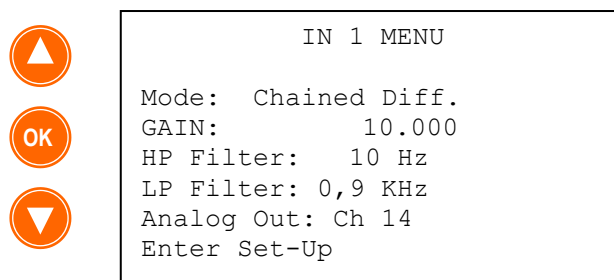 IN 1 MENU
Mode: Chained Diff.
GAIN: 10.000
OK
HP Filter: 10 Hz
LP Filter: 0,9 KHz
Analog Out: Ch 14
Enter Set-Up